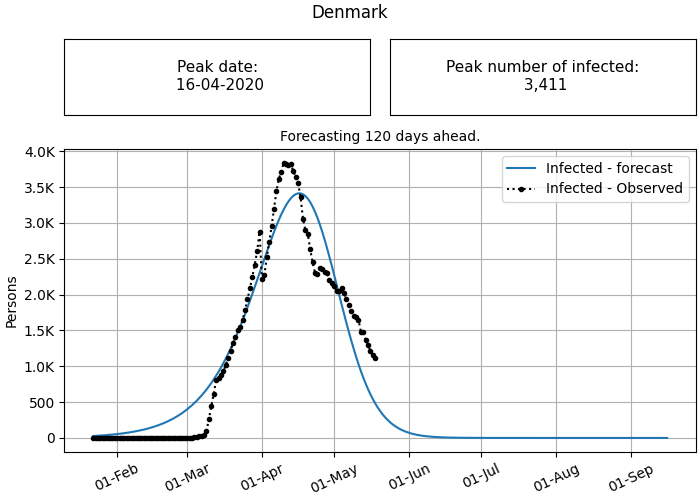 Denmark
Peak date:
16-04-2020
Peak number of infected:
3,411
Forecasting 120 days ahead.
4.0K
3.5K
3.0K
2.5K
2.0K
1.5K
1.0K
500
0
Persons
Infected - forecast
Infected - Observed
01-Feb
01-Mar
01-Apr
01-May
01-Jun
01-Jul
01-Aug
01-Sep